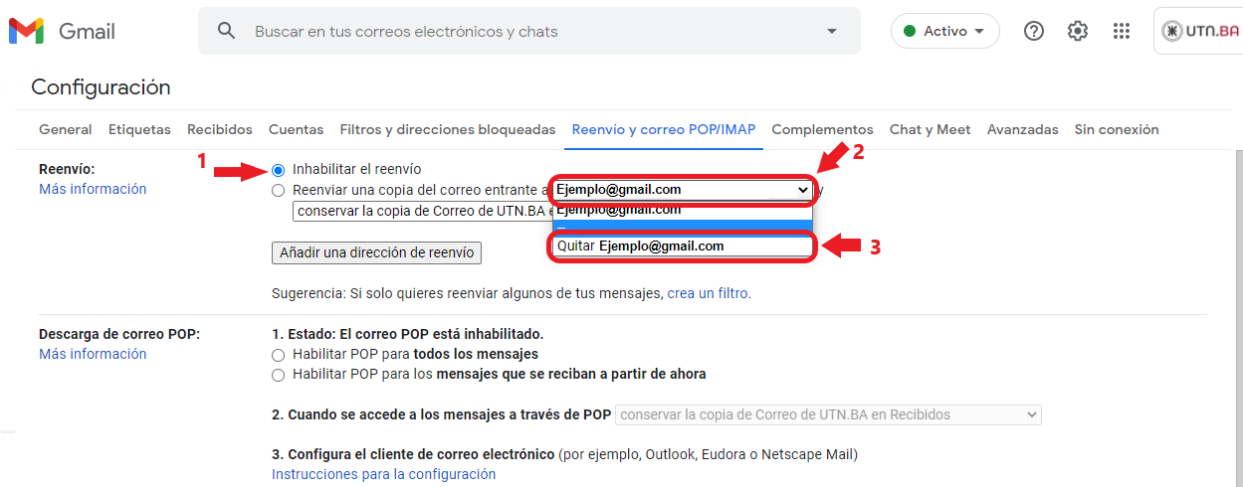 Gmail
Buscar en tus correos electrónicos y chats
Activo
UTN.BA
Configuración
General Etiquetas Recibidos Cuentas Filtros y direcciones bloqueadas Reenvío y correo POP/IMAP Complementos Chat y Meet Avanzadas Sin conexión
Reenvío:
Más información
1
Inhabilitar el reenvío
2
Reenviar una copia del correo entrante a Ejemplo@gmail.com y
conservar la copia de Correo de UTN.BA e
Ejemplo@gmail.com
Quitar Ejemplo@gmail.com
3
Añadir una dirección de reenvío
Sugerencia: Si solo quieres reenviar algunos de tus mensajes, crea un filtro.
Descarga de correo POP:
Más información
1. Estado: El correo POP está inhabilitado.
Habilitar POP para todos los mensajes
Habilitar POP para los mensajes que se reciban a partir de ahora
2. Cuando se accede a los mensajes a través de POP conservar la copia de Correo de UTN.BA en Recibidos
3. Configura el cliente de correo electrónico (por ejemplo, Outlook, Eudora o Netscape Mail)
Instrucciones para la configuración